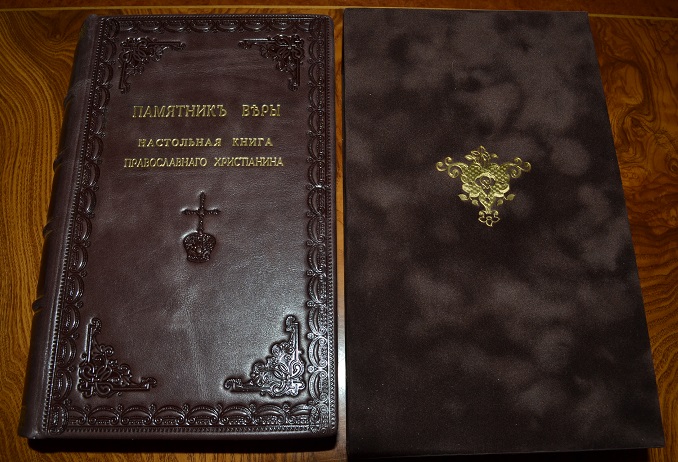 ПАМЯТНИКЪ ВѢРЫ
НАСТОЛЬНАЯ КНИГА
ПРАВОСЛАВНАГО ХРИСТІАНИНА